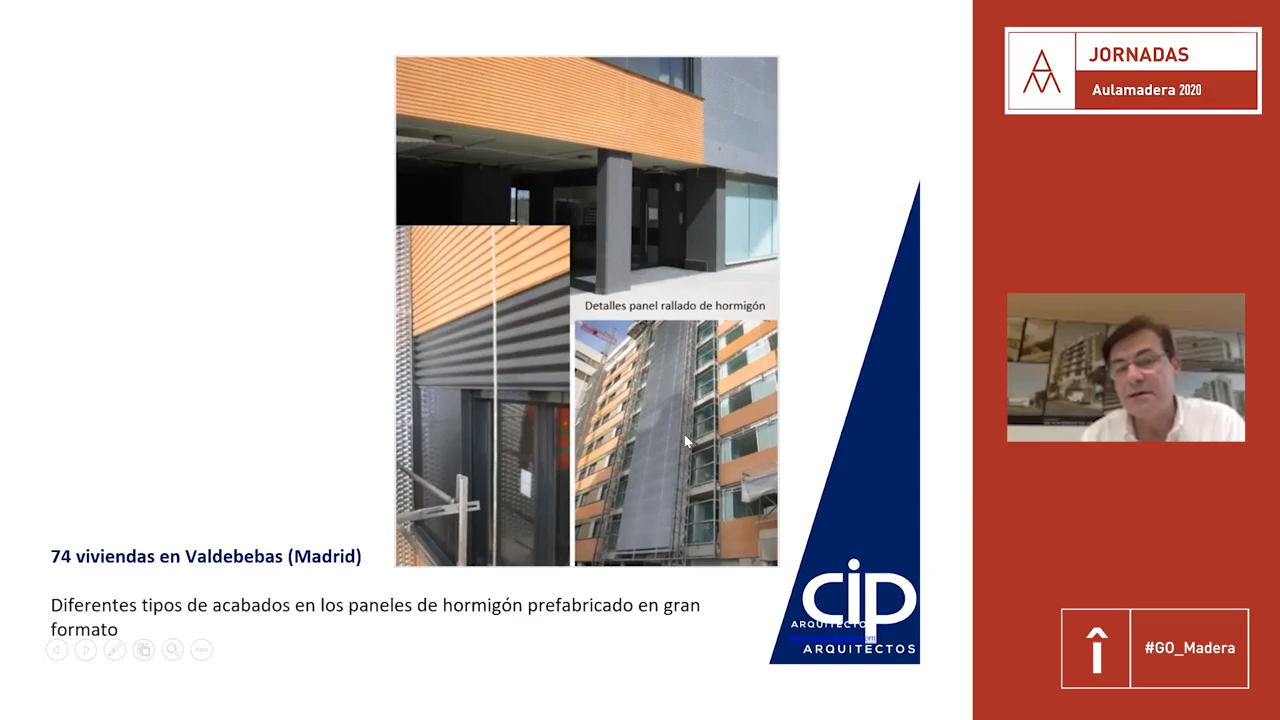 JORNADAS
Aulamadera 2020
Detalles panel rallado de hormigón
74 viviendas en Valdebebas (Madrid)
Diferentes tipos de acabados en los paneles de hormigón prefabricado en gran
formato
cip
ARQUITECTO
ARQUITECTOS
#GO_Madera